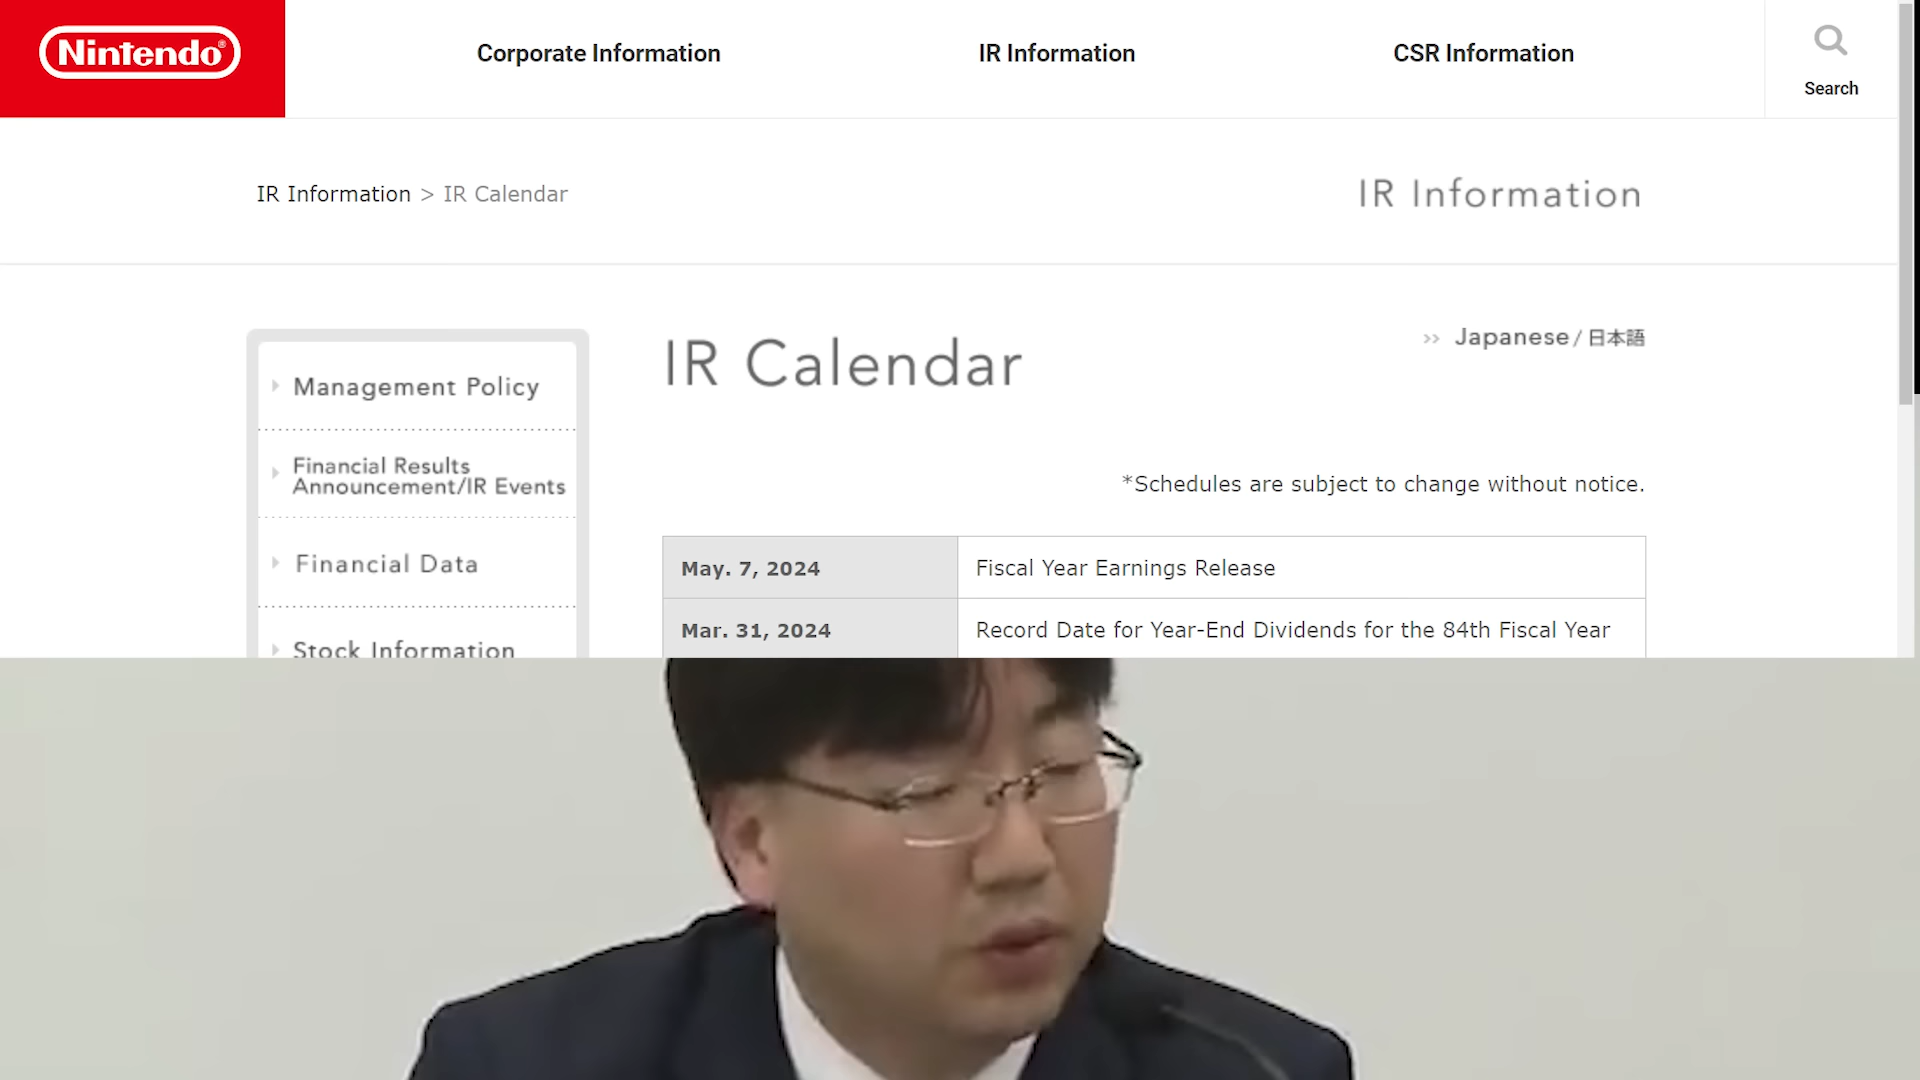 Nintendo®
Corporate Information
IR Information
CSR Information
Search
IR Information > IR Calendar
IR Information
Management Policy
Financial Results
Announcement/IR Events
Financial Data
Stock Information
IR Calendar
>> Japanese / 日本語
*Schedules are subject to change without notice.
May. 7, 2024 Fiscal Year Earnings Release
Mar. 31, 2024 Record Date for Year-End Dividends for the 84th Fiscal Year